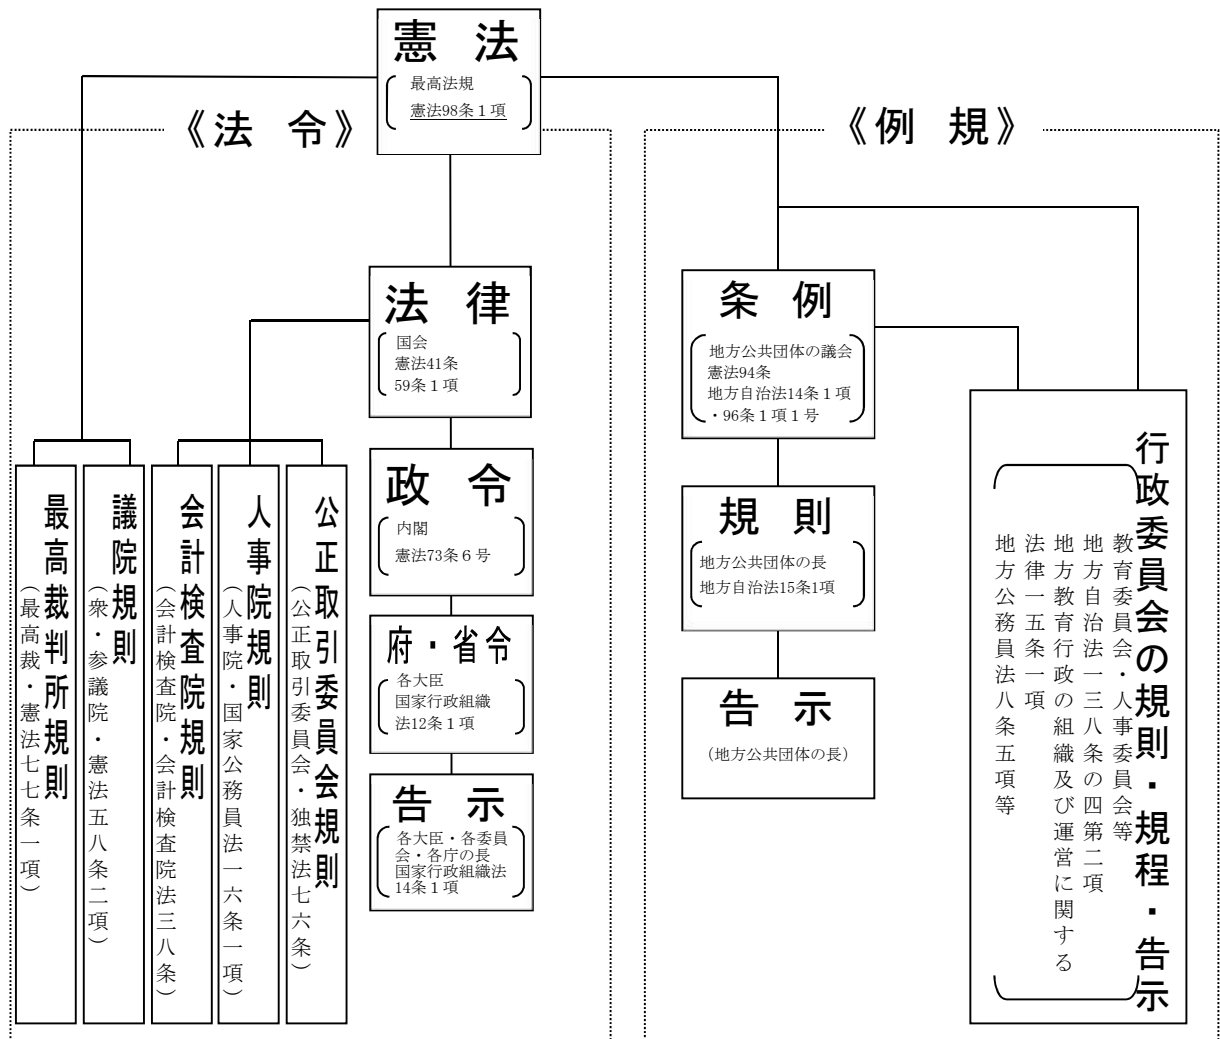 憲 法
最高法規
憲法98条１項
《法 令》
《例 規》
法 律
国会
憲法41条
59条１項
政 令
内閣
憲法73条６号
府・省令
各大臣
国家行政組織
法12条１項
告 示
各大臣・各委員
会・各庁の長
国家行政組織法
14条１項
公正取引委員会規則
（公正取引委員会・独禁法七六条）
人事院規則
（人事院・国家公務員法一六条一項）
会計検査院規則
（会計検査院・会計検査院法三八条）
議院規則
（衆・参議院・憲法五八条二項）
最高裁判所規則
（最高裁・憲法七七条一項）
条 例
地方公共団体の議会
憲法94条
地方自治法14条１項
・96条１項１号
規 則
地方公共団体の長
地方自治法15条1項
告 示
(地方公共団体の長)
行政委員会の規則・規程・告示
教育委員会・人事委員会等
地方自治法一三八条の四第二項
地方教育行政の組織及び運営に関する
法律一五条一項
地方公務員法八条五項等